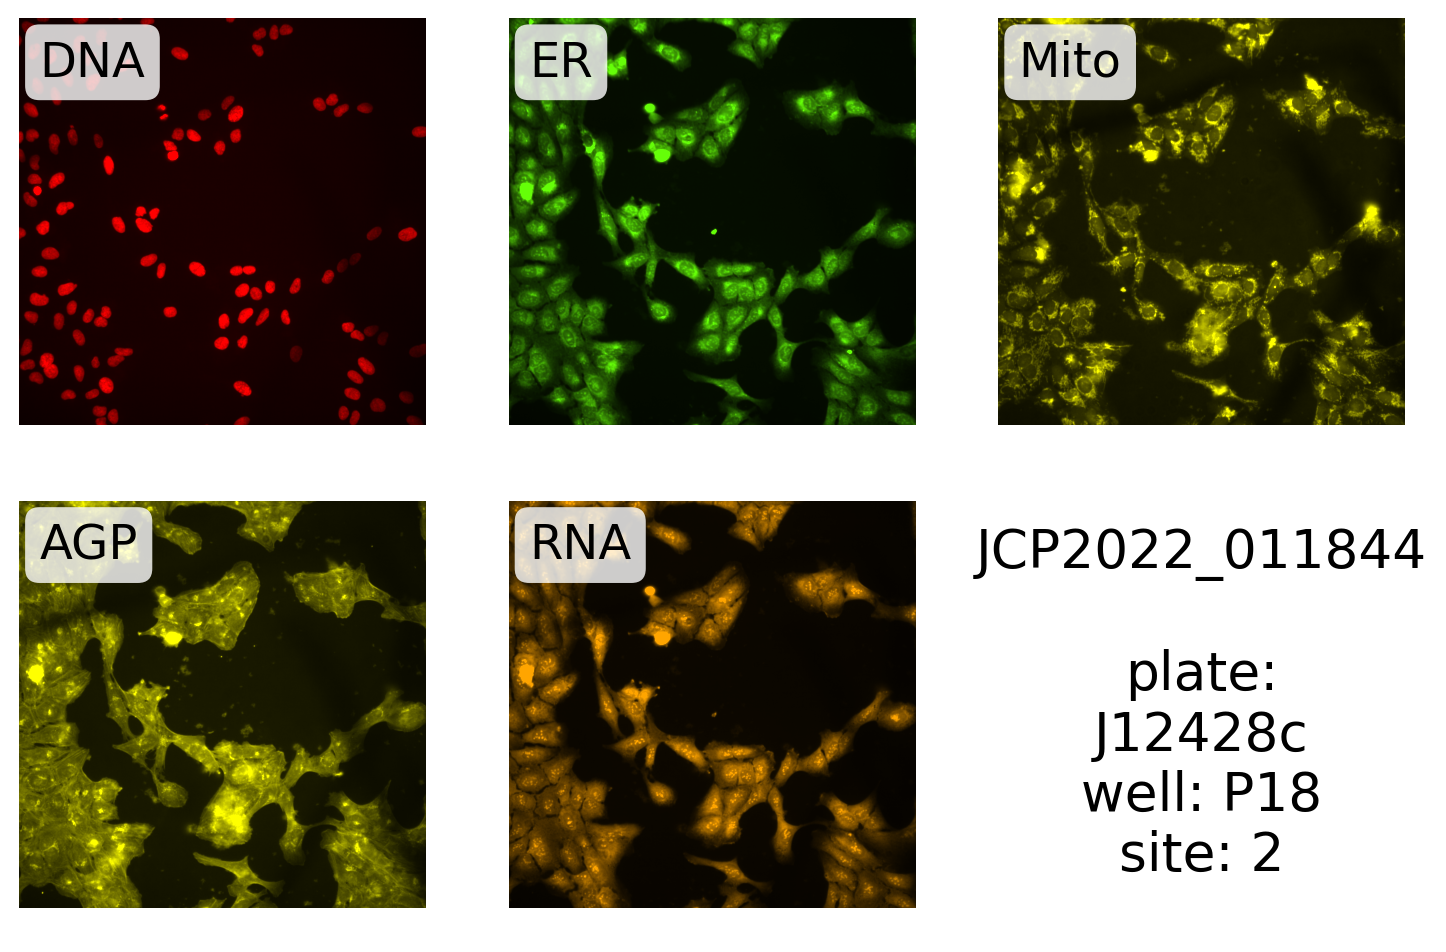 DNA
ER
Mito
AGP
RNA
JCP2022_011844
plate:
J12428c
well: P18
site: 2